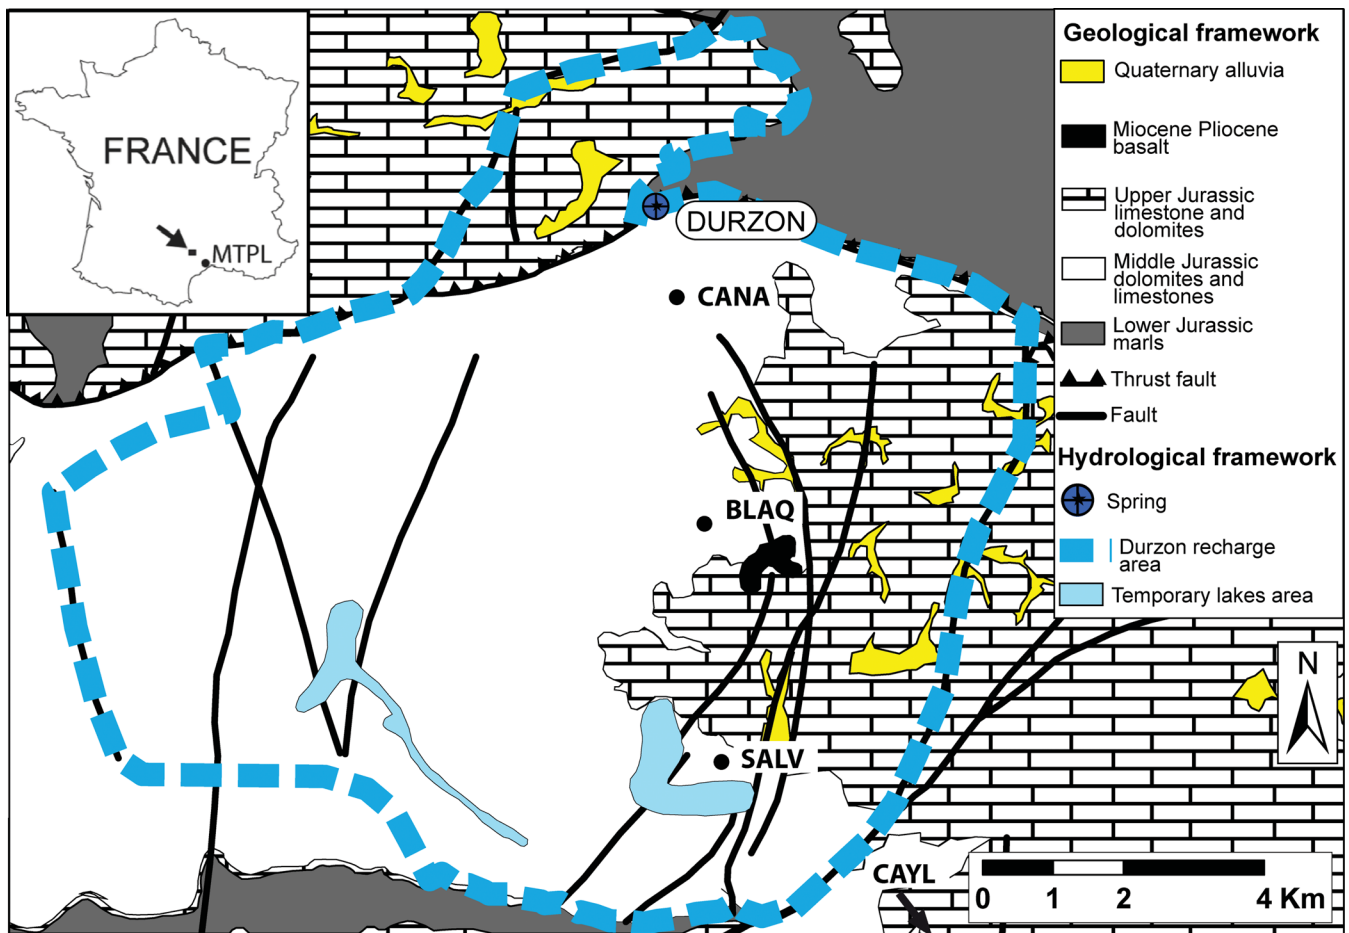 FRANCE
MTPL
DURZON
CANA
BLAQ
SALV
CAYL
Geological framework
Quaternary alluvia
Miocene Pliocene
basalt
Upper Jurassic
limestone and
dolomites
Middle Jurassic
dolomites and
limestones
Lower Jurassic
marls
Thrust fault
Fault
Hydrological framework
Spring
Durzon recharge
area
Temporary lakes area
N
0 1 2 4 Km